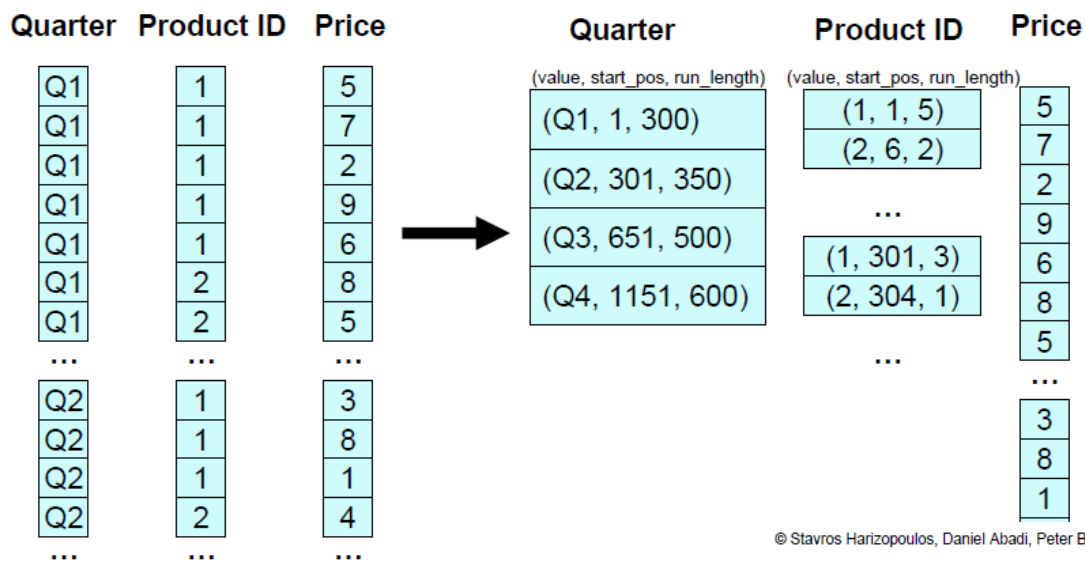 Quarter Product ID Price
Q1 1 5
Q1 1 7
Q1 1 2
Q1 1 9
Q1 1 6
Q1 2 8
Q1 2 5
... ... ...
Q2 1 3
Q2 1 8
Q2 1 1
Q2 2 4
... ... ...
Quarter Product ID Price
(value, start_pos, run_length) (value, start_pos, run_length)
(Q1, 1, 300)
(Q2, 301, 350)
(Q3, 651, 500)
(Q4, 1151, 600)
(1, 1, 5)
(2, 6, 2)
...
(1, 301, 3)
(2, 304, 1)
...
5
7
2
9
6
8
5
...
3
8
1
© Stavros Harizopoulos, Daniel Abadi, Peter B